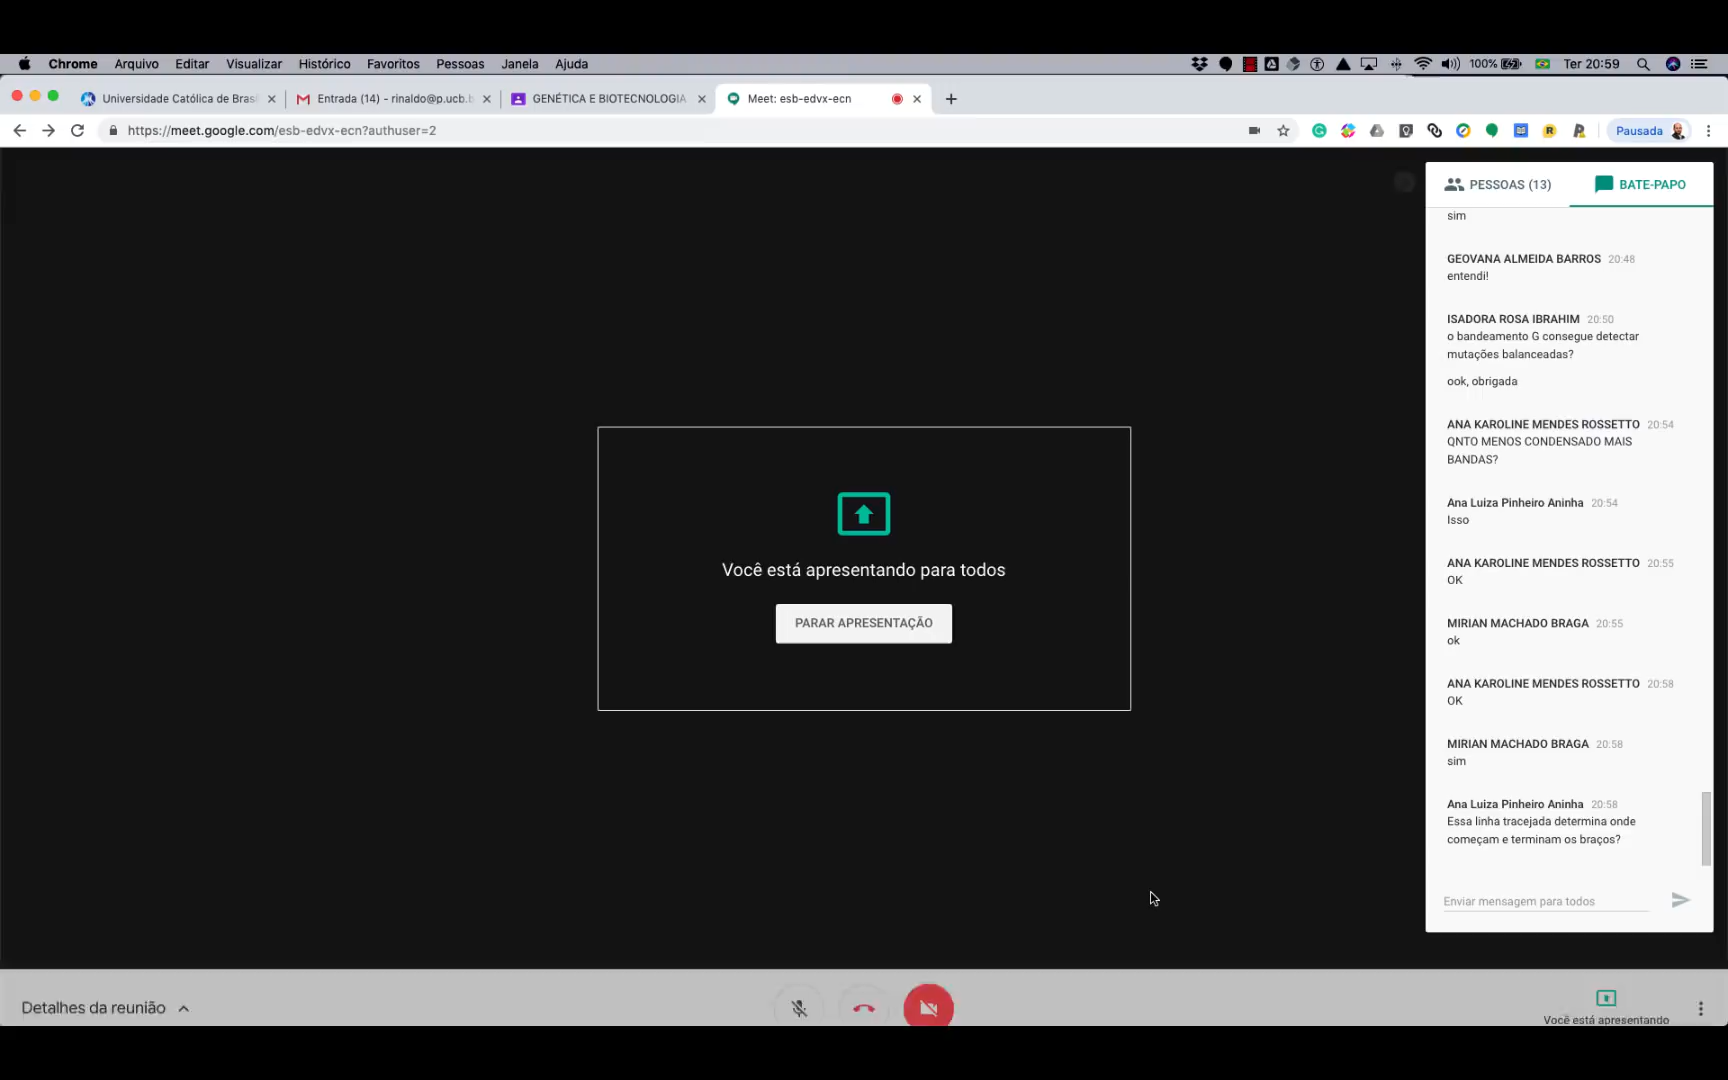 Chrome Arquivo Editar Visualizar Histórico Favoritos Pessoas Janela Ajuda 100% Ter 20:59
Universidade Católica de Bras
Entrada (14) - rinaldo@p.ucb.b
GENÉTICA E BIOTECNOLOGIA
Meet: esb-edvx-ecn
https://meet.google.com/esb-edvx-ecn?authuser=2
Pausada
Você está apresentando para todos
PARAR APRESENTAÇÃO
PESSOAS (13)
BATE-PAPO
sim
GEOVANA ALMEIDA BARROS 20:48
entendi!
ISADORA ROSA IBRAHIM 20:50
o bandeamento G consegue detectar
mutações balanceadas?
ook, obrigada
ANA KAROLINE MENDES ROSSETTO 20:54
QNTO MENOS CONDENSADO MAIS
BANDAS?
Ana Luiza Pinheiro Aninha 20:54
Isso
ANA KAROLINE MENDES ROSSETTO 20:55
OK
MIRIAN MACHADO BRAGA 20:55
ok
ANA KAROLINE MENDES ROSSETTO 20:58
OK
MIRIAN MACHADO BRAGA 20:58
sim
Ana Luiza Pinheiro Aninha 20:58
Essa linha tracejada determina onde
começam e terminam os braços?
Enviar mensagem para todos
Detalhes da reunião
Você está apresentando